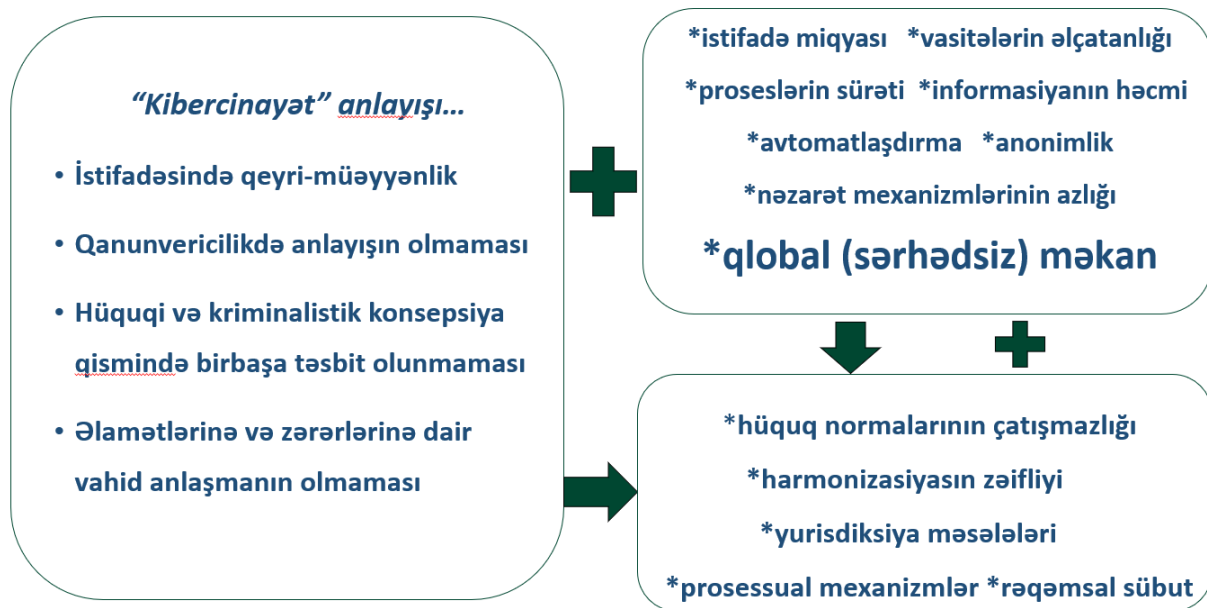 “Kibercinayət” anlayışı...
• İstifadəsində qeyri-müəyyənlik
• Qanunvericilikdə anlayışın olmaması
• Hüquqi və kriminalistik konsepsiya
qismində birbaşa təsbit olunmaması
• Əlamətlərinə və zərərlərinə dair
vahid anlaşmanın olmaması
*istifadə miqyası *vasitələrin əlçatanlığı
*proseslərin sürəti *informasiyanın həcmi
*avtomatlaşdırma *anonimlik
*nəzarət mexanizmlərinin azlığı
*qlobal (sərhədsiz) məkan
*hüquq normalarının çatışmazlığı
*harmonizasiyasın zəifliyi
*yurisdiksiya məsələləri
*prosessual mexanizmlər *rəqəmsal sübut